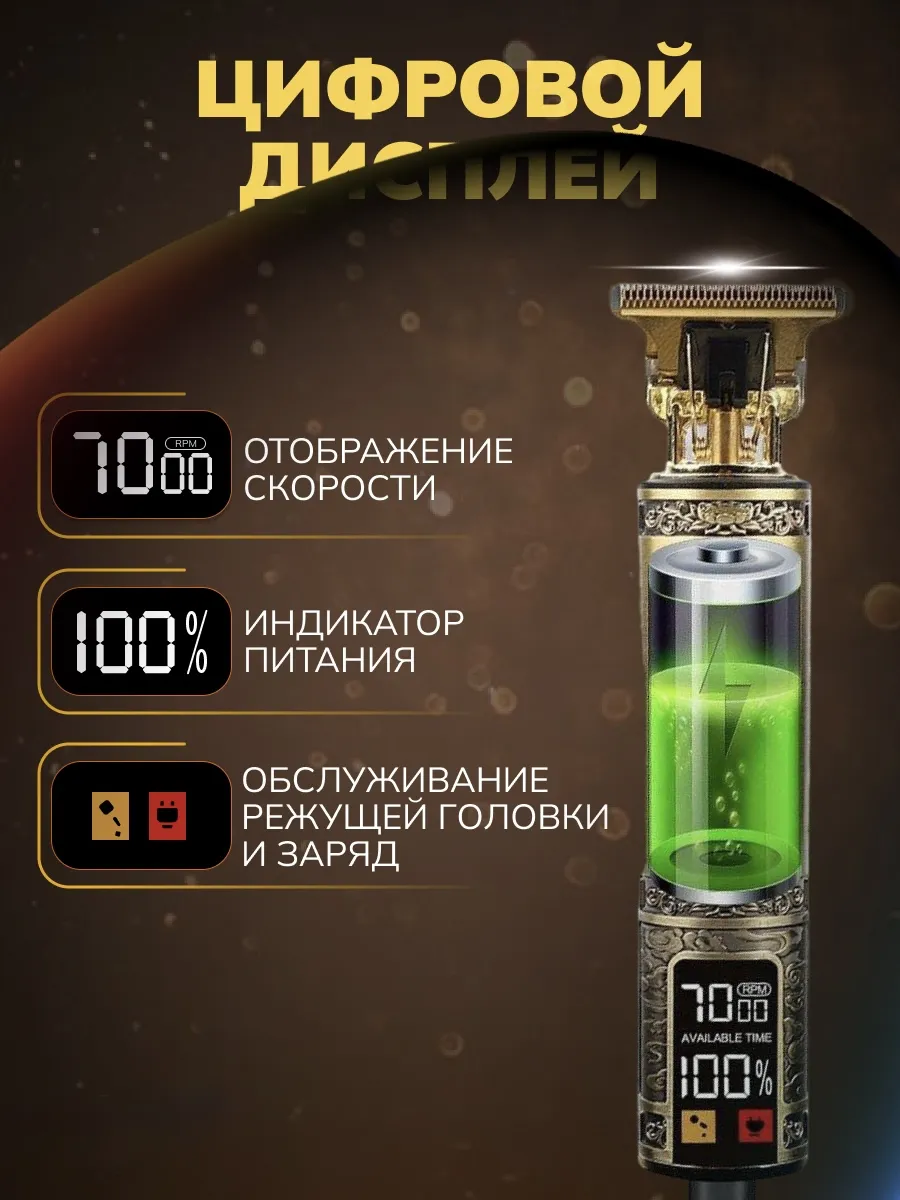 ЦИФРОВОЙ
ДИСПЛЕЙ
7000 RPM
ОТОБРАЖЕНИЕ
СКОРОСТИ
100%
ИНДИКАТОР
ПИТАНИЯ
ОБСЛУЖИВАНИЕ
РЕЖУЩЕЙ ГОЛОВКИ
И ЗАРЯД
7000 RPM
AVAILABLE TIME
100%